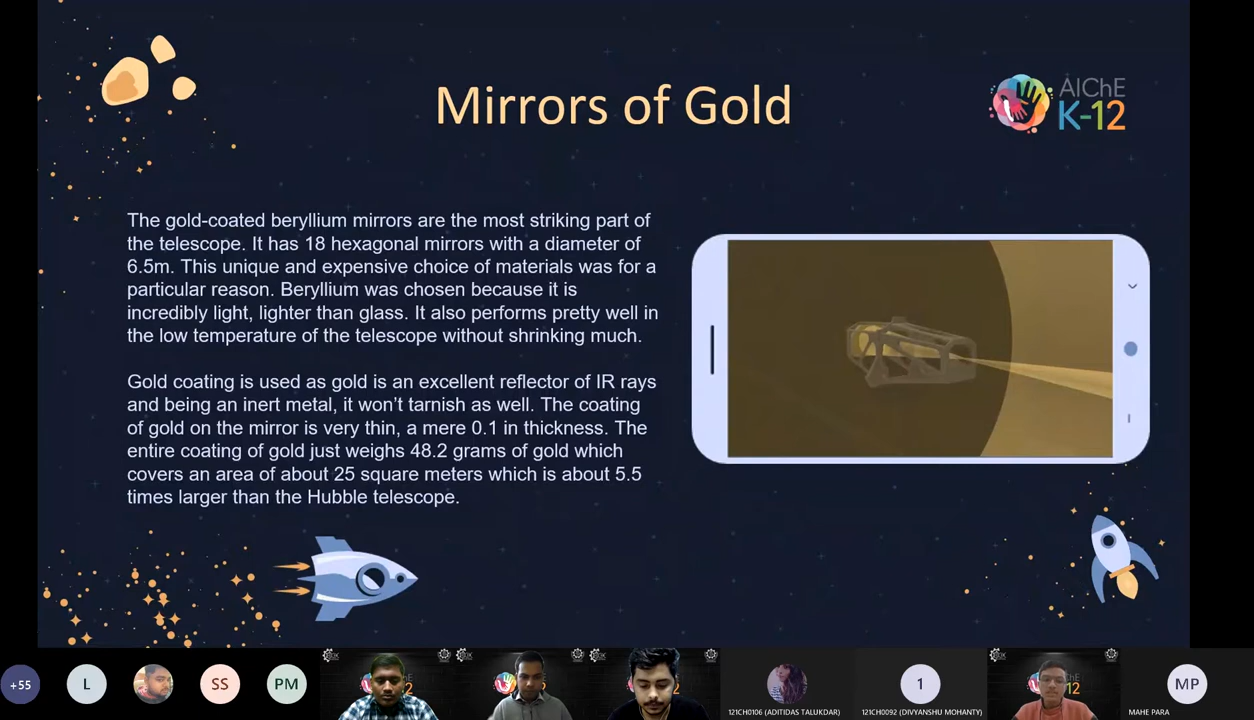 Mirrors of Gold
AIChE
K-12
The gold-coated beryllium mirrors are the most striking part of
the telescope. It has 18 hexagonal mirrors with a diameter of
6.5m. This unique and expensive choice of materials was for a
particular reason. Beryllium was chosen because it is
incredibly light, lighter than glass. It also performs pretty well in
the low temperature of the telescope without shrinking much.
Gold coating is used as gold is an excellent reflector of IR rays
and being an inert metal, it won't tarnish as well. The coating
of gold on the mirror is very thin, a mere 0.1 in thickness. The
entire coating of gold just weighs 48.2 grams of gold which
covers an area of about 25 square meters which is about 5.5
times larger than the Hubble telescope.
+55
L
SS
PM
121CH0106 (ADITIDAS TALUKDAR)
1
121CH0092 (DIVYANSHU MOHANTY)
MP
MAHE PARA